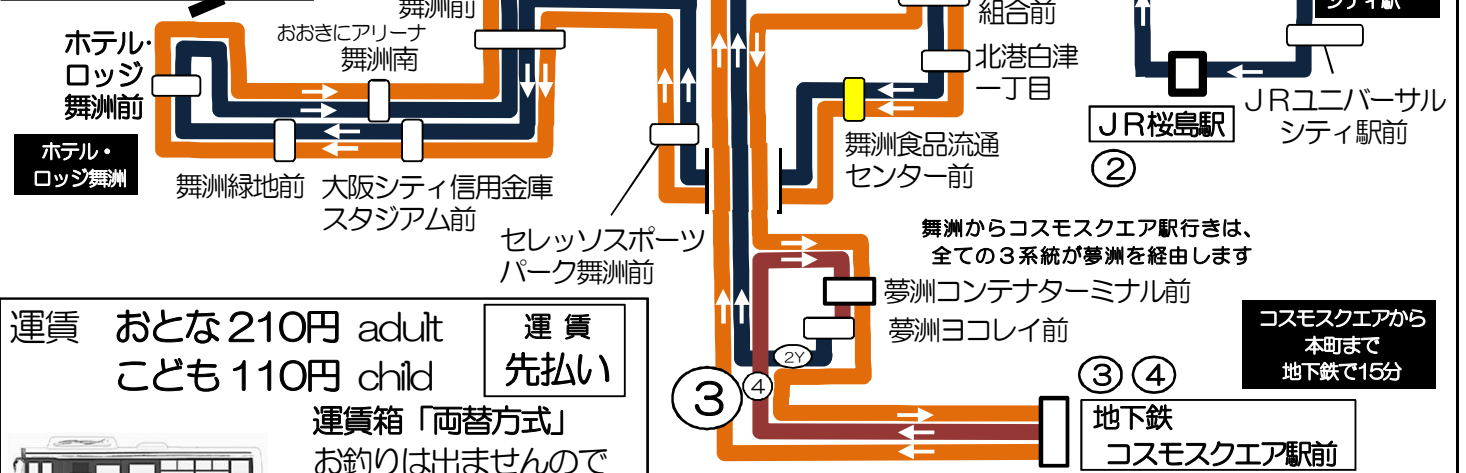 舞洲前
おおきにアリーナ
舞洲南
ホテル・
ロッジ
舞洲前
ホテル・
ロッジ舞洲
舞洲緑地前
大阪シティ信用金庫
スタジアム前
セレッソスポーツ
パーク舞洲前
組合前
北港白津
一丁目
舞洲食品流通
センター前
シティ駅
JR桜島駅
②
JRユニバーサル
シティ駅前
舞洲からコスモスクエア駅行きは、
全ての3系統が夢洲を経由します
夢洲コンテナターミナル前
夢洲ヨコレイ前
2Y
③
④
コスモスクエアから
本町まで
地下鉄で15分
③ ④
地下鉄
コスモスクエア駅前
運賃 おとな210円 adult
こども110円 child
運賃
先払い
運賃箱「両替方式」
お釣りは出ませんので